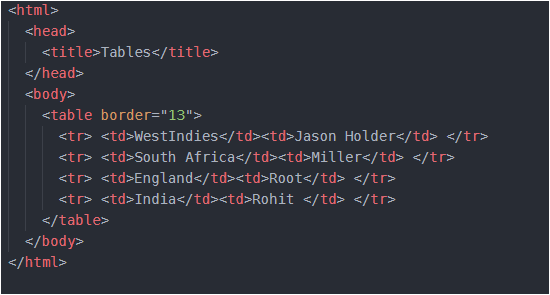 <html>
<head>
<title>Tables</title>
</head>
<body>
<table border="13">
<tr> <td>WestIndies</td><td>Jason Holder</td> </tr>
<tr> <td>South Africa</td><td>Miller</td> </tr>
<tr> <td>England</td><td>Root</td> </tr>
<tr> <td>India</td><td>Rohit </td> </tr>
</table>
</body>
</html>